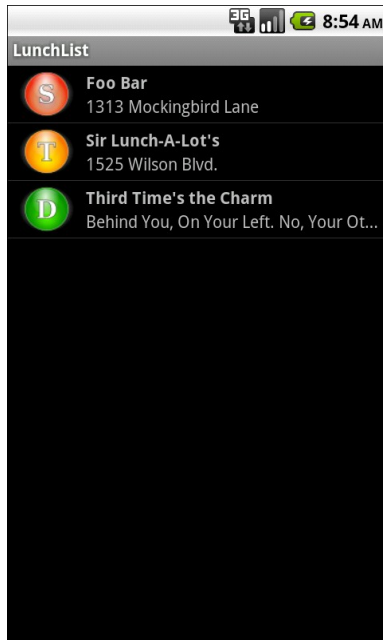 3G 8:54 AM
LunchList
S Foo Bar
1313 Mockingbird Lane
T Sir Lunch-A-Lot's
1525 Wilson Blvd.
D Third Time's the Charm
Behind You, On Your Left. No, Your Ot...